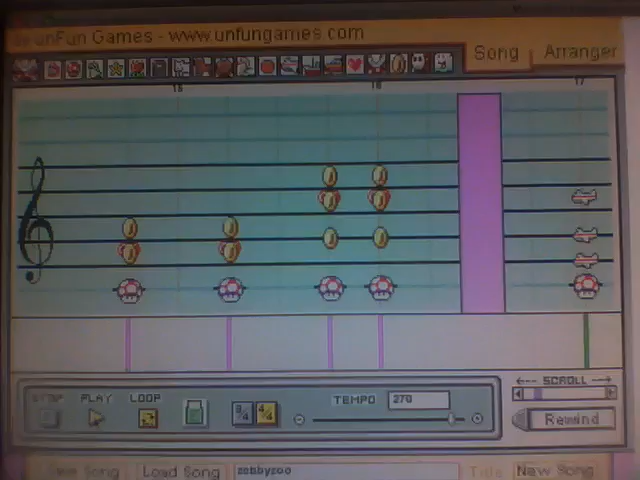 unFun Games - www.unfungames.com
Song Arranger
15 16 17
STOP PLAY LOOP
3/4 4/4
TEMPO 270
<-- SCROLL -->
Rewind
Load Song
Title
New Song